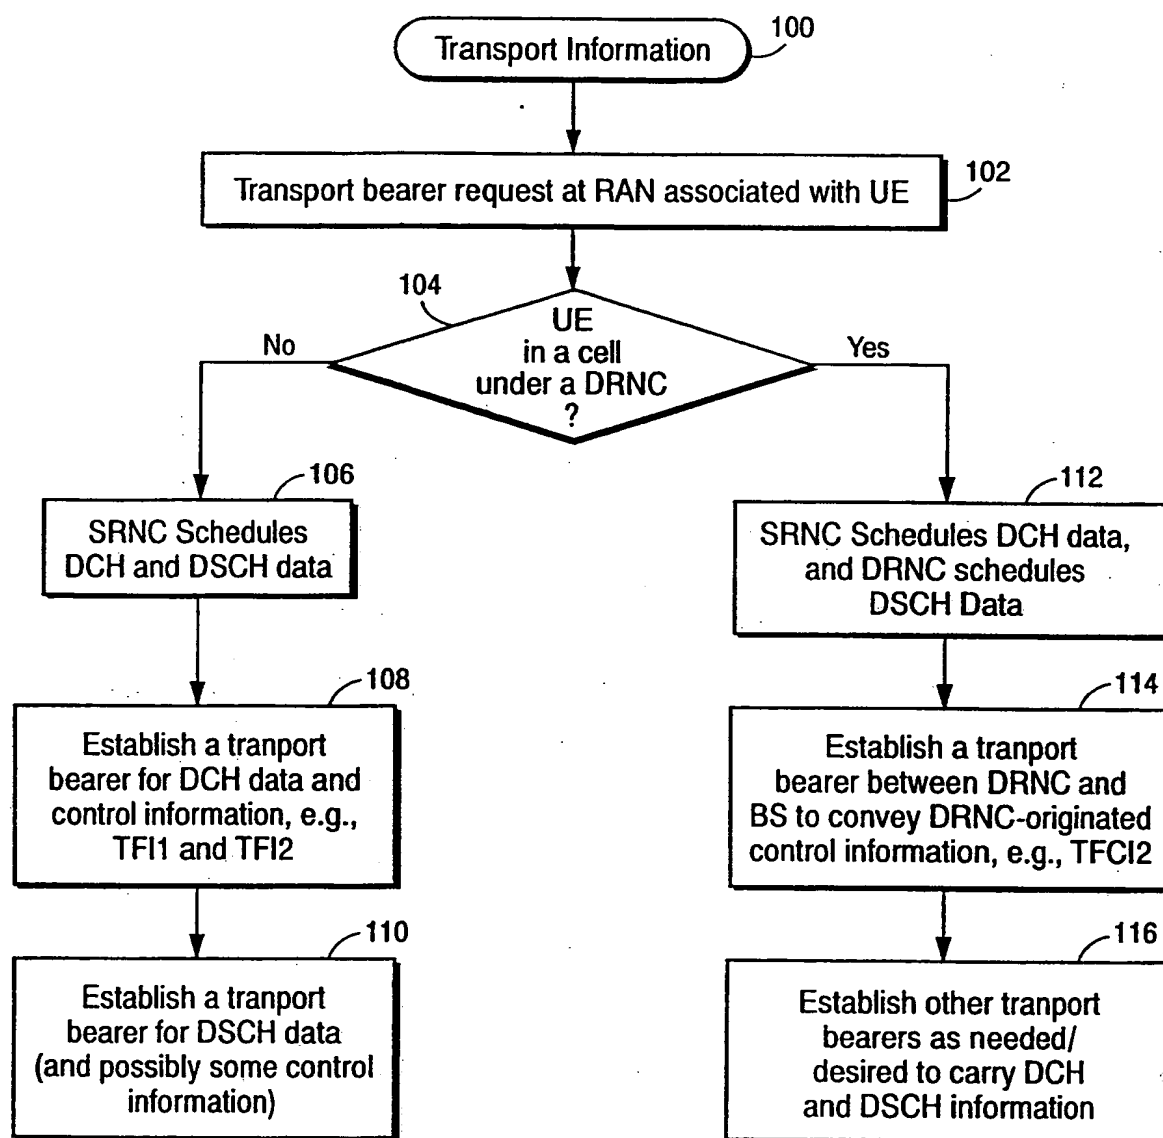 Transport Information
100
Transport bearer request at RAN associated with UE
102
104
UE
in a cell
under a DRNC
?
No
Yes
106
SRNC Schedules
DCH and DSCH data
108
Establish a tranport
bearer for DCH data and
control information, e.g.,
TFI1 and TFI2
110
Establish a tranport
bearer for DSCH data
(and possibly some control
information)
112
SRNC Schedules DCH data,
and DRNC schedules
DSCH Data
114
Establish a tranport
bearer between DRNC and
BS to convey DRNC-originated
control information, e.g., TFCI2
116
Establish other tranport
bearers as needed/
desired to carry DCH
and DSCH information